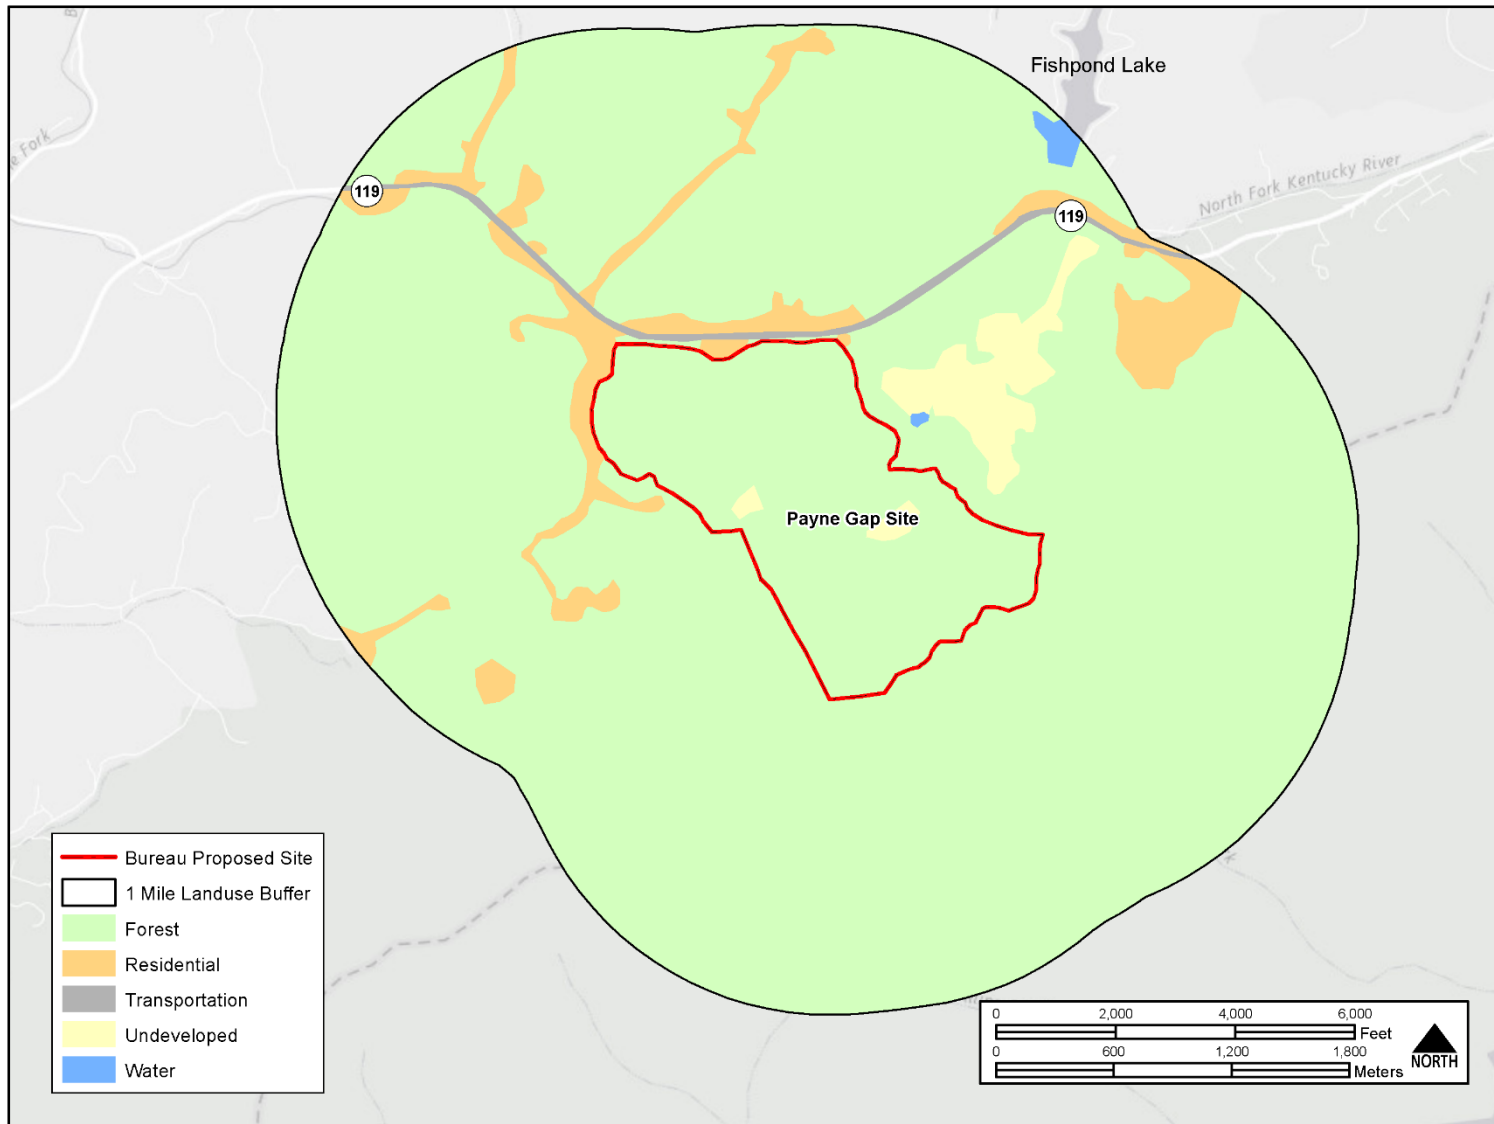 Fishpond Lake
e Fork
North Fork Kentucky River
119
119
Payne Gap Site
Bureau Proposed Site
1 Mile Landuse Buffer
Forest
Residential
Transportation
Undeveloped
Water
0 2,000 4,000 6,000
Feet
0 600 1,200 1,800
Meters
NORTH